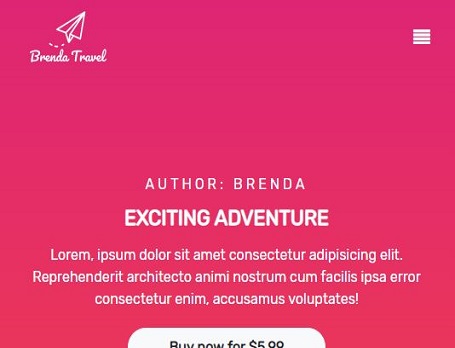 Brenda Travel
AUTHOR: BRENDA
EXCITING ADVENTURE
Lorem, ipsum dolor sit amet consectetur adipisicing elit.
Reprehenderit architecto animi nostrum cum facilis ipsa error
consectetur enim, accusamus voluptates!
Buy now for $5.99